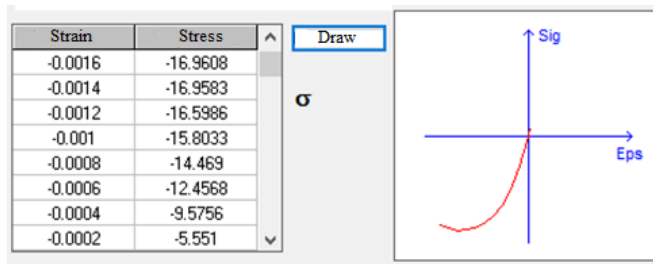 Strain Stress
-0.0016 -16.9608
-0.0014 -16.9583
-0.0012 -16.5986
-0.001 -15.8033
-0.0008 -14.469
-0.0006 -12.4568
-0.0004 -9.5756
-0.0002 -5.551
Draw
σ
Sig
Eps